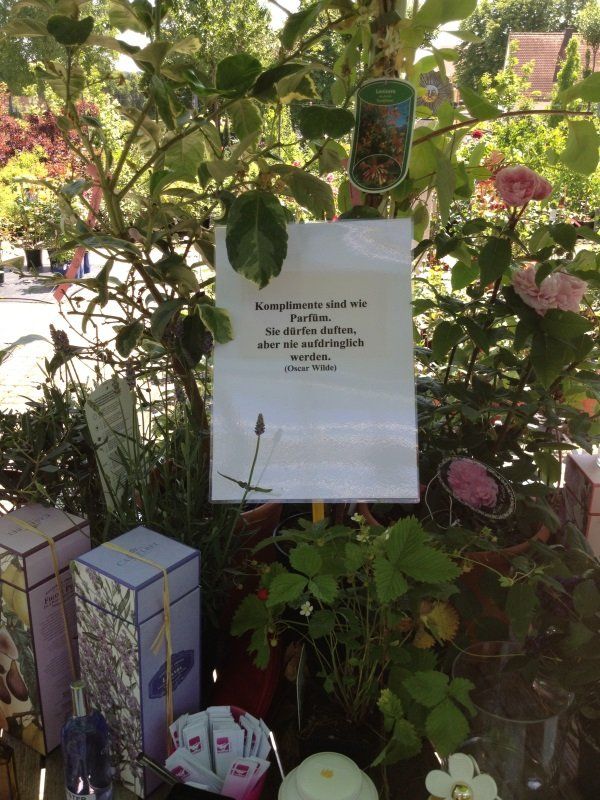 Komplimente sind wie
Parfüm.
Sie dürfen duften,
aber nie aufdringlich
werden.
(Oscar Wilde)